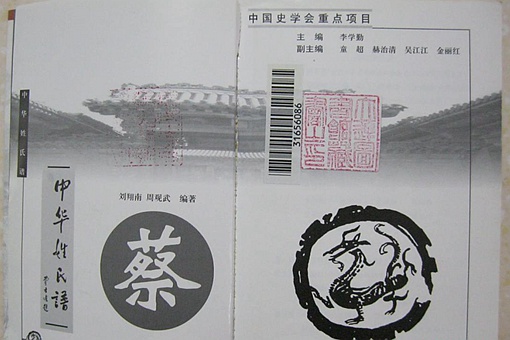 中国史学会重点项目
主 编 李学勤
副主编 童 超 赫治清 吴江江 金丽红
31656086
中华姓氏谱
刘翔南 周观武 编著
中华姓氏谱
蔡